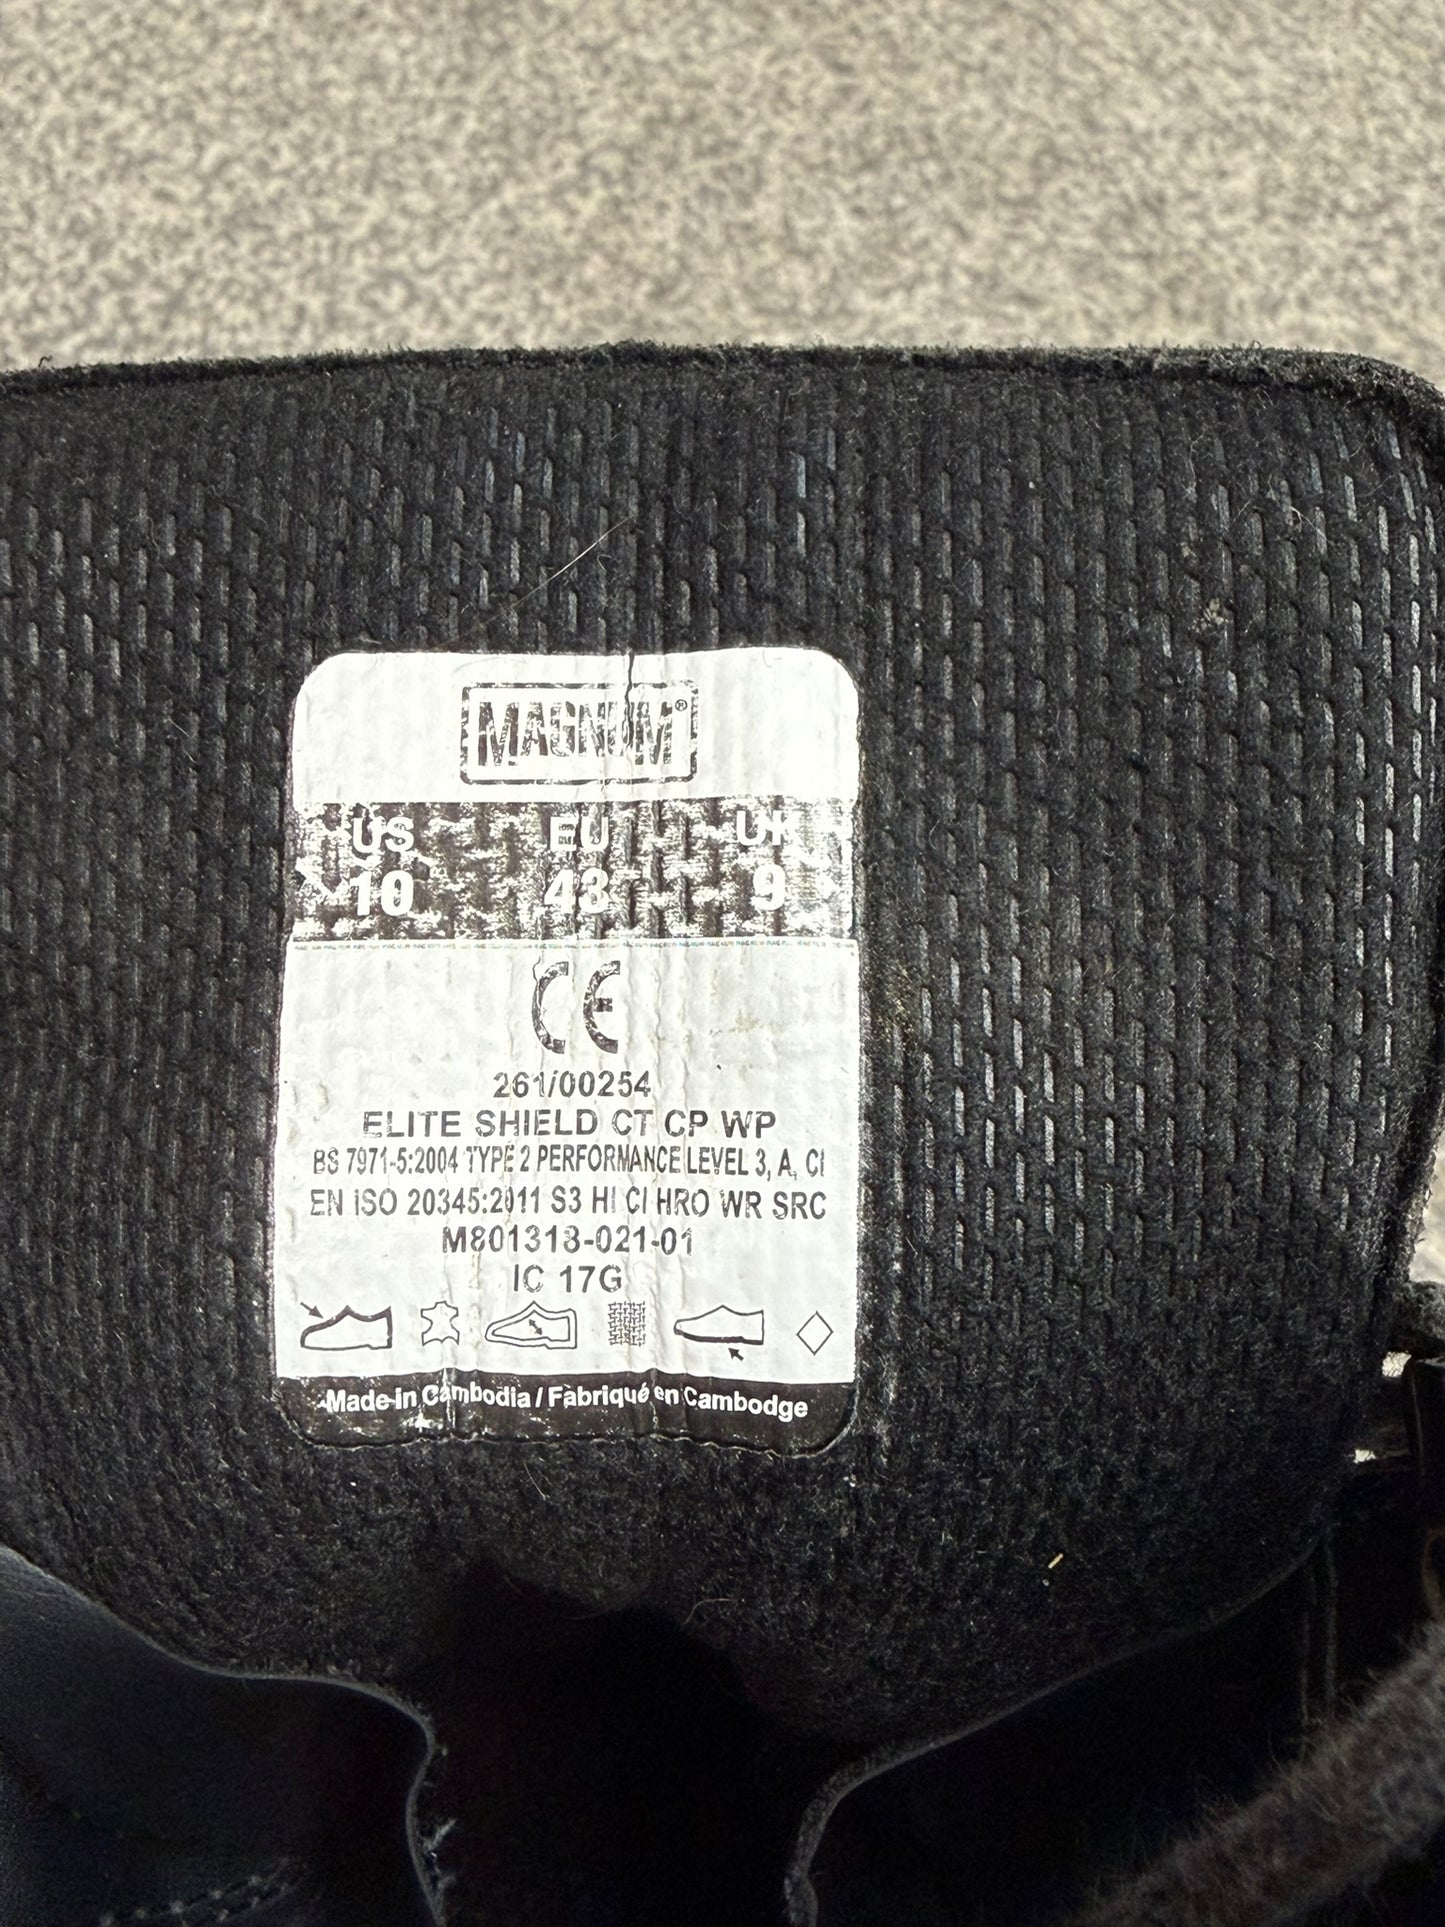 MAGNUM®
US EU UK
10 43 9
CE
261/00254
ELITE SHIELD CT CP WP
BS 7971-5:2004 TYPE 2 PERFORMANCE LEVEL 3, A, CI
EN ISO 20345:2011 S3 HI CI HRO WR SRC
M801318-021-01
IC 17G
Made in Cambodia / Fabriqué en Cambodge